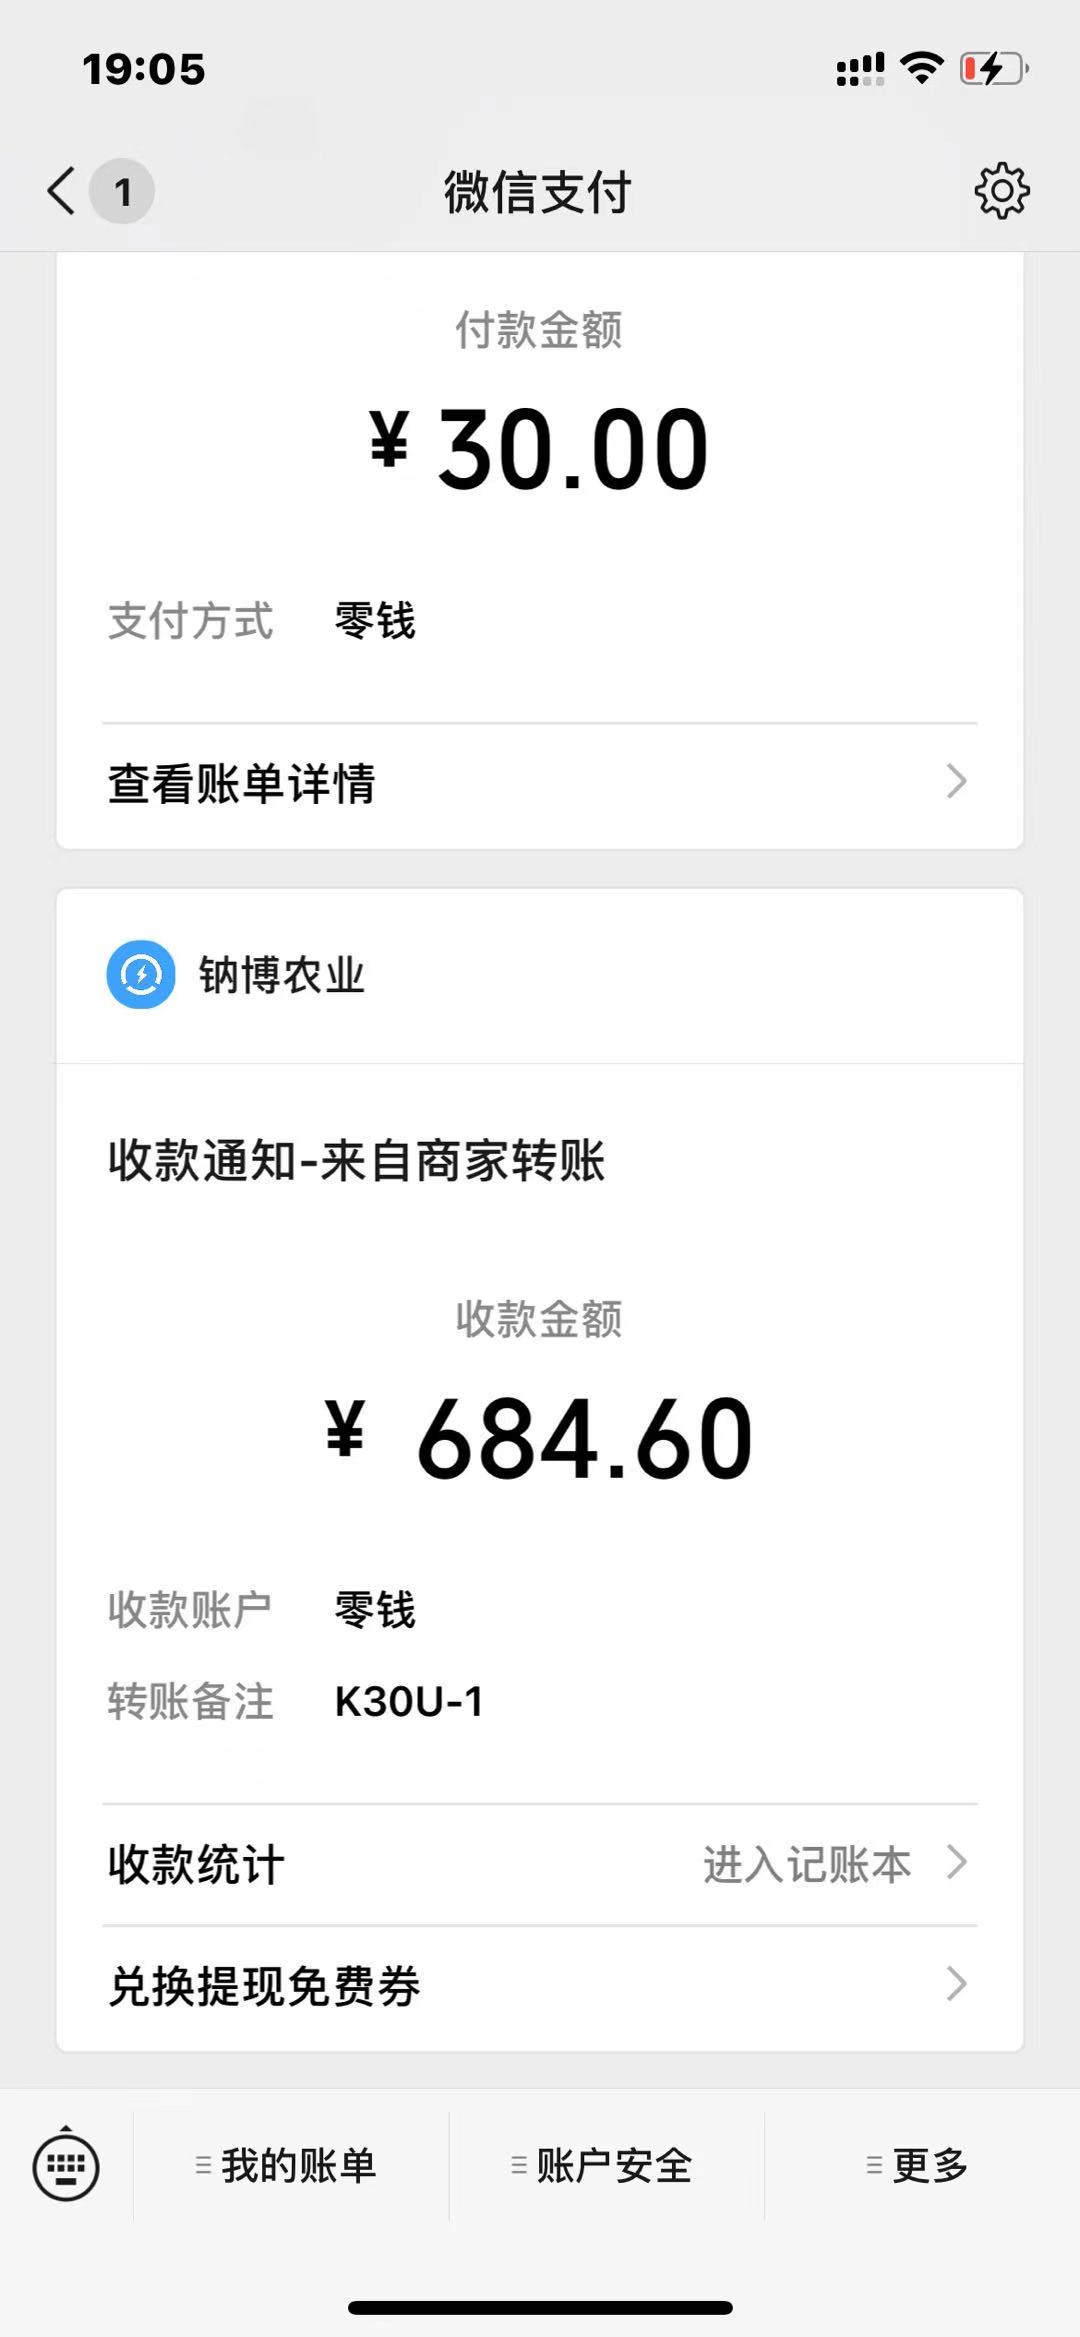 19:05
1
微信支付
付款金额
¥ 30.00
支付方式 零钱
查看账单详情
钠博农业
收款通知-来自商家转账
收款金额
¥ 684.60
收款账户 零钱
转账备注 K30U-1
收款统计 进入记账本
兑换提现免费券
我的账单 账户安全 更多